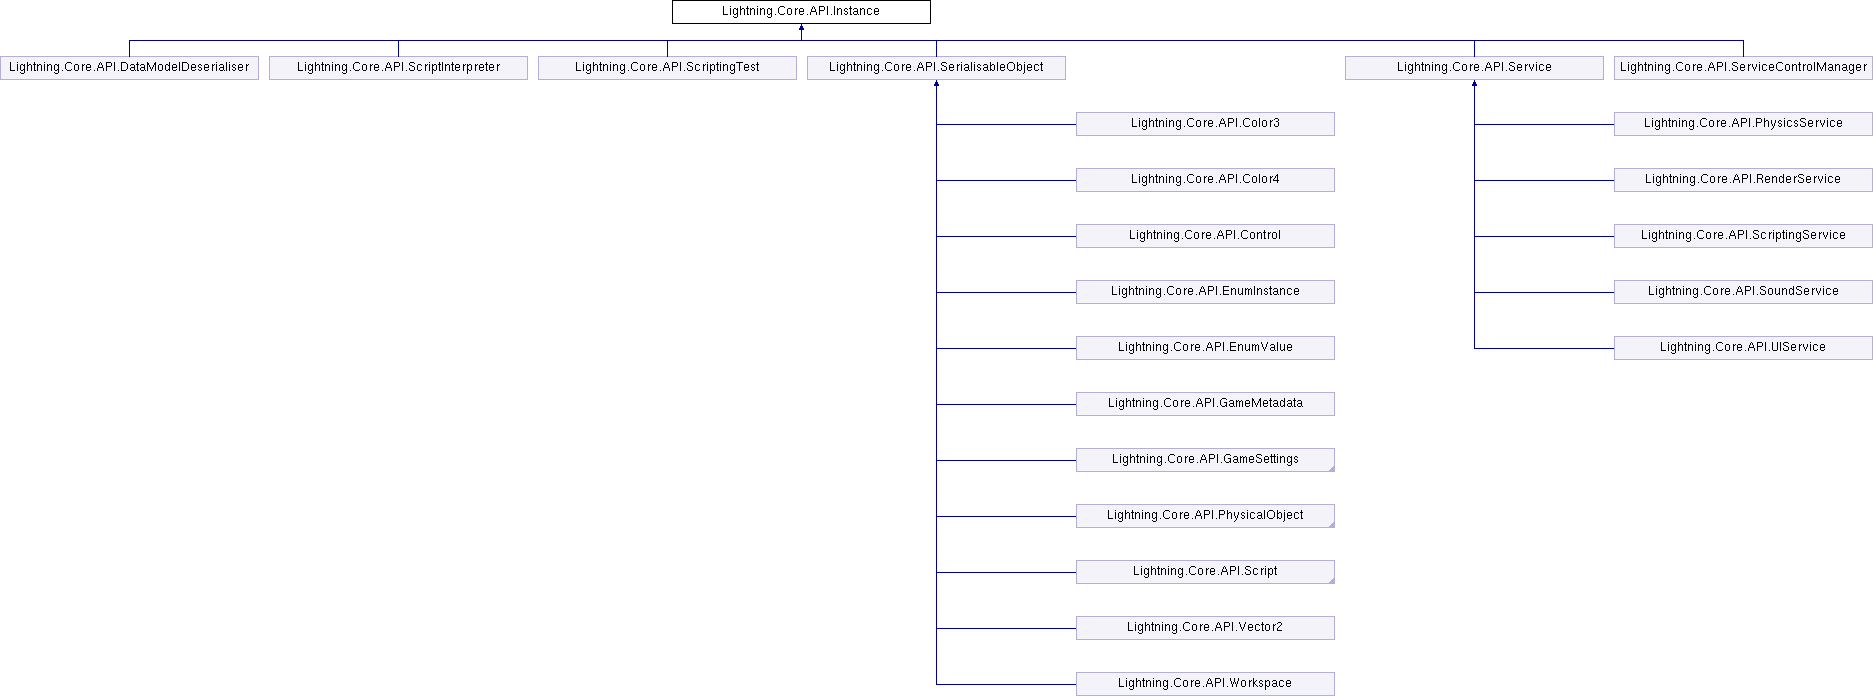 Lightning.Core.API.Instance
Lightning.Core.API.DataModelDeserialiser
Lightning.Core.API.ScriptInterpreter
Lightning.Core.API.ScriptingTest
Lightning.Core.API.SerialisableObject
Lightning.Core.API.Service
Lightning.Core.API.ServiceControlManager
Lightning.Core.API.Color3
Lightning.Core.API.PhysicsService
Lightning.Core.API.Color4
Lightning.Core.API.RenderService
Lightning.Core.API.Control
Lightning.Core.API.ScriptingService
Lightning.Core.API.EnumInstance
Lightning.Core.API.SoundService
Lightning.Core.API.EnumValue
Lightning.Core.API.UIService
Lightning.Core.API.GameMetadata
Lightning.Core.API.GameSettings
Lightning.Core.API.PhysicalObject
Lightning.Core.API.Script
Lightning.Core.API.Vector2
Lightning.Core.API.Workspace